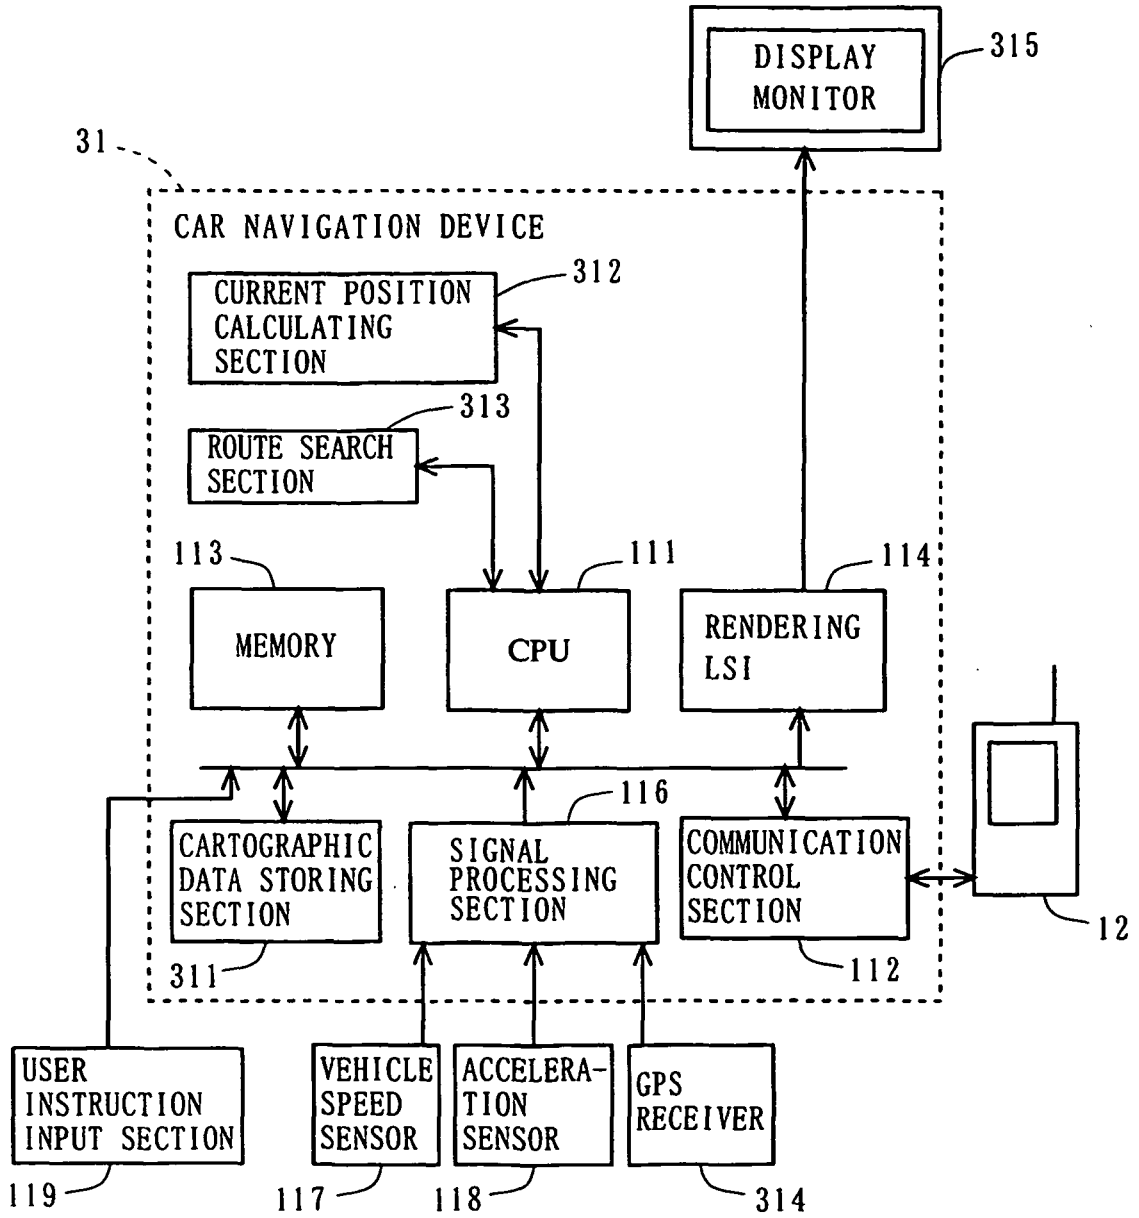 DISPLAY
MONITOR
315
31
CAR NAVIGATION DEVICE
312
CURRENT POSITION
CALCULATING
SECTION
313
ROUTE SEARCH
SECTION
113
111
114
MEMORY
CPU
RENDERING
LSI
116
CARTOGRAPHIC
DATA STORING
SECTION
SIGNAL
PROCESSING
SECTION
COMMUNICATION
CONTROL
SECTION
12
311
112
USER
INSTRUCTION
INPUT SECTION
VEHICLE
SPEED
SENSOR
ACCELERA-
TION
SENSOR
GPS
RECEIVER
119
117
118
314